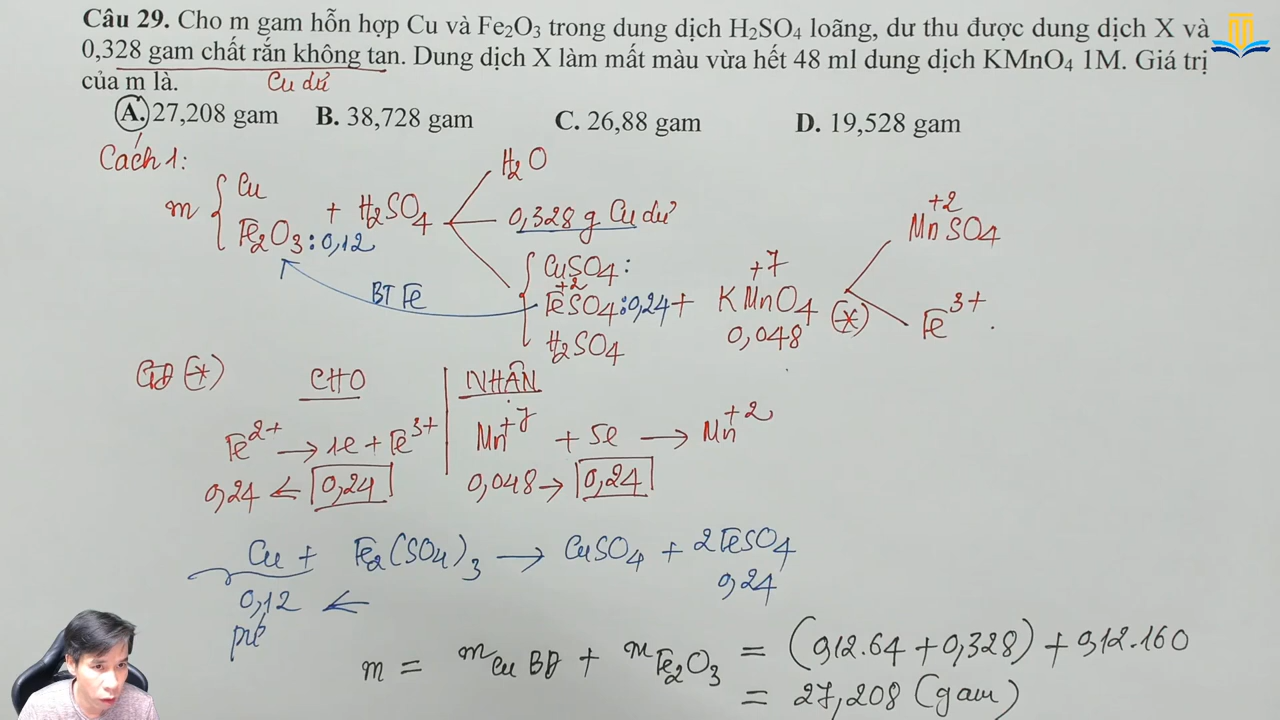 Câu 29. Cho m gam hỗn hợp Cu và Fe₂O₃ trong dung dịch H₂SO₄ loãng, dư thu được dung dịch X và
0,328 gam chất rắn không tan. Dung dịch X làm mất màu vừa hết 48 ml dung dịch KMnO₄ 1M. Giá trị
của m là.
Cu dư
A. 27,208 gam B. 38,728 gam C. 26,88 gam D. 19,528 gam
Cách 1:
H₂O
m { Cu
Fe₂O₃ : 0,12 + H₂SO₄
0,328 g Cu dư
+2
MnSO₄
CuSO₄ :
BT Fe
+2
FeSO₄ : 0,24 +
+7
KMnO₄ (*)
0,048
Fe³⁺
H₂SO₄
GĐ (*)
CHO NHẬN
Fe²⁺ → 1e + Fe³⁺
Mn⁺⁷ + 5e → Mn⁺²
0,24 ← 0,24
0,048 → 0,24
Cu + Fe₂(SO₄)₃ → CuSO₄ + 2FeSO₄
0,12 ← 0,24
pư
m = mCu BĐ + mFe₂O₃ = (0,12.64 + 0,328) + 0,12.160
= 27,208 (gam)